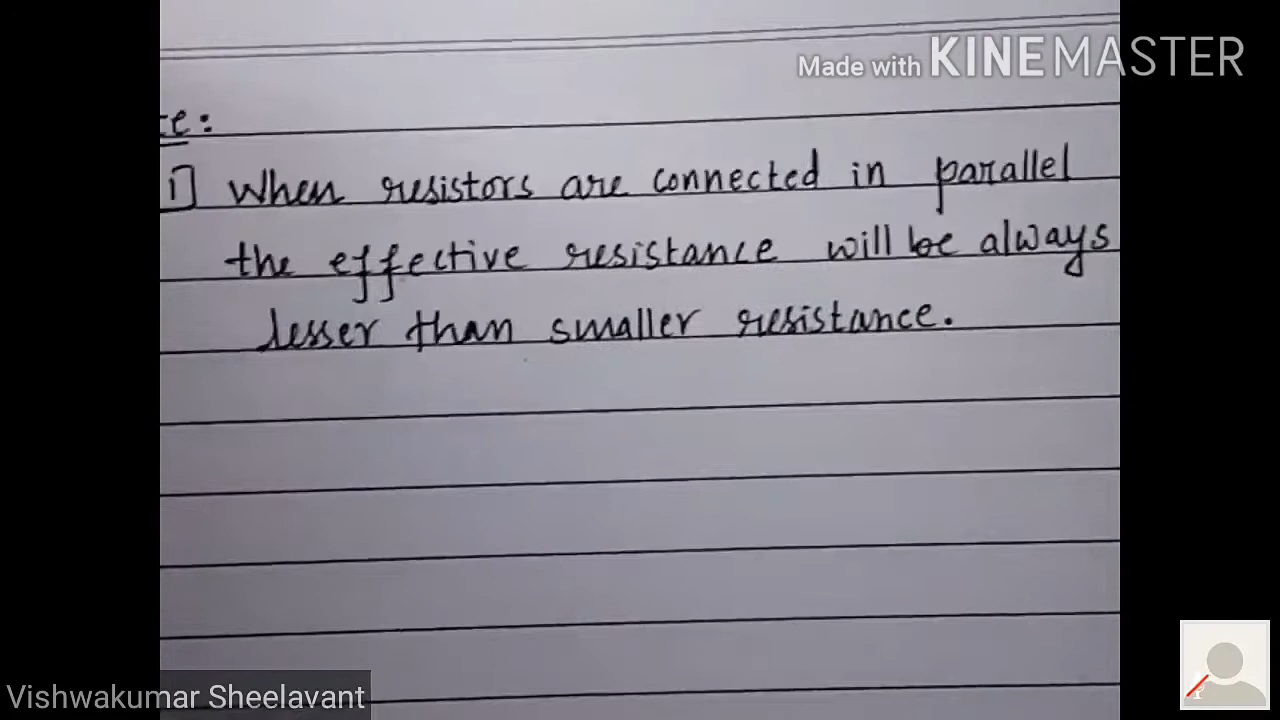 Made with KINEMASTER
te:
1] When resistors are connected in parallel
the effective resistance will be always
lesser than smaller resistance.
Vishwakumar Sheelavant